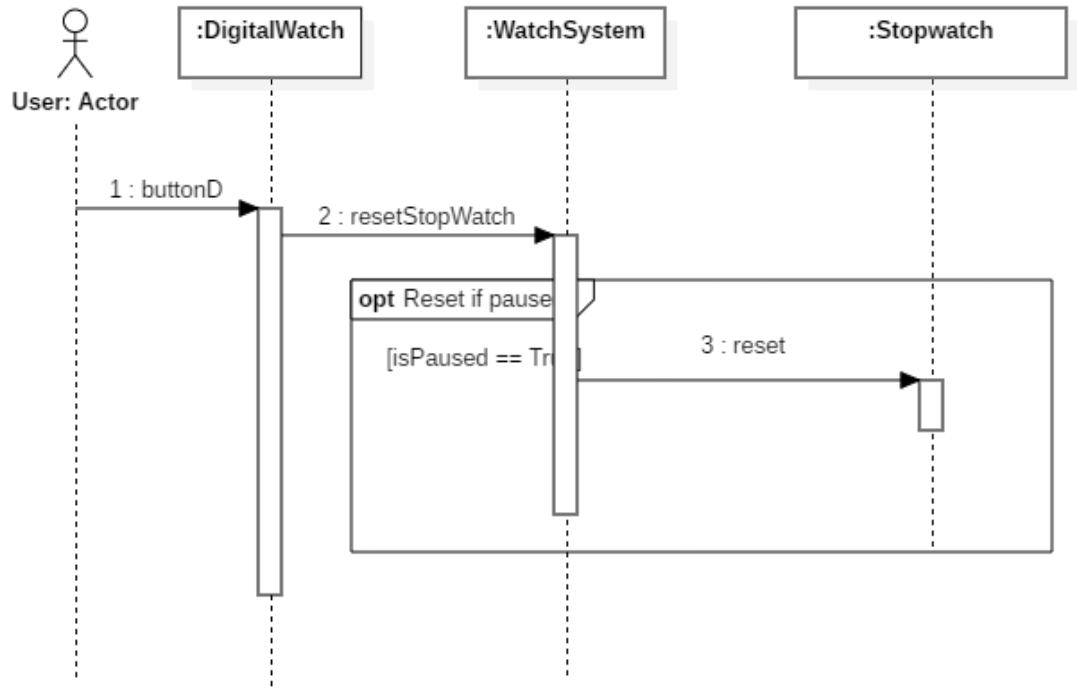 :DigitalWatch
:WatchSystem
:Stopwatch
User: Actor
1 : buttonD
2 : resetStopWatch
opt Reset if pause
[isPaused == Tr ]
3 : reset